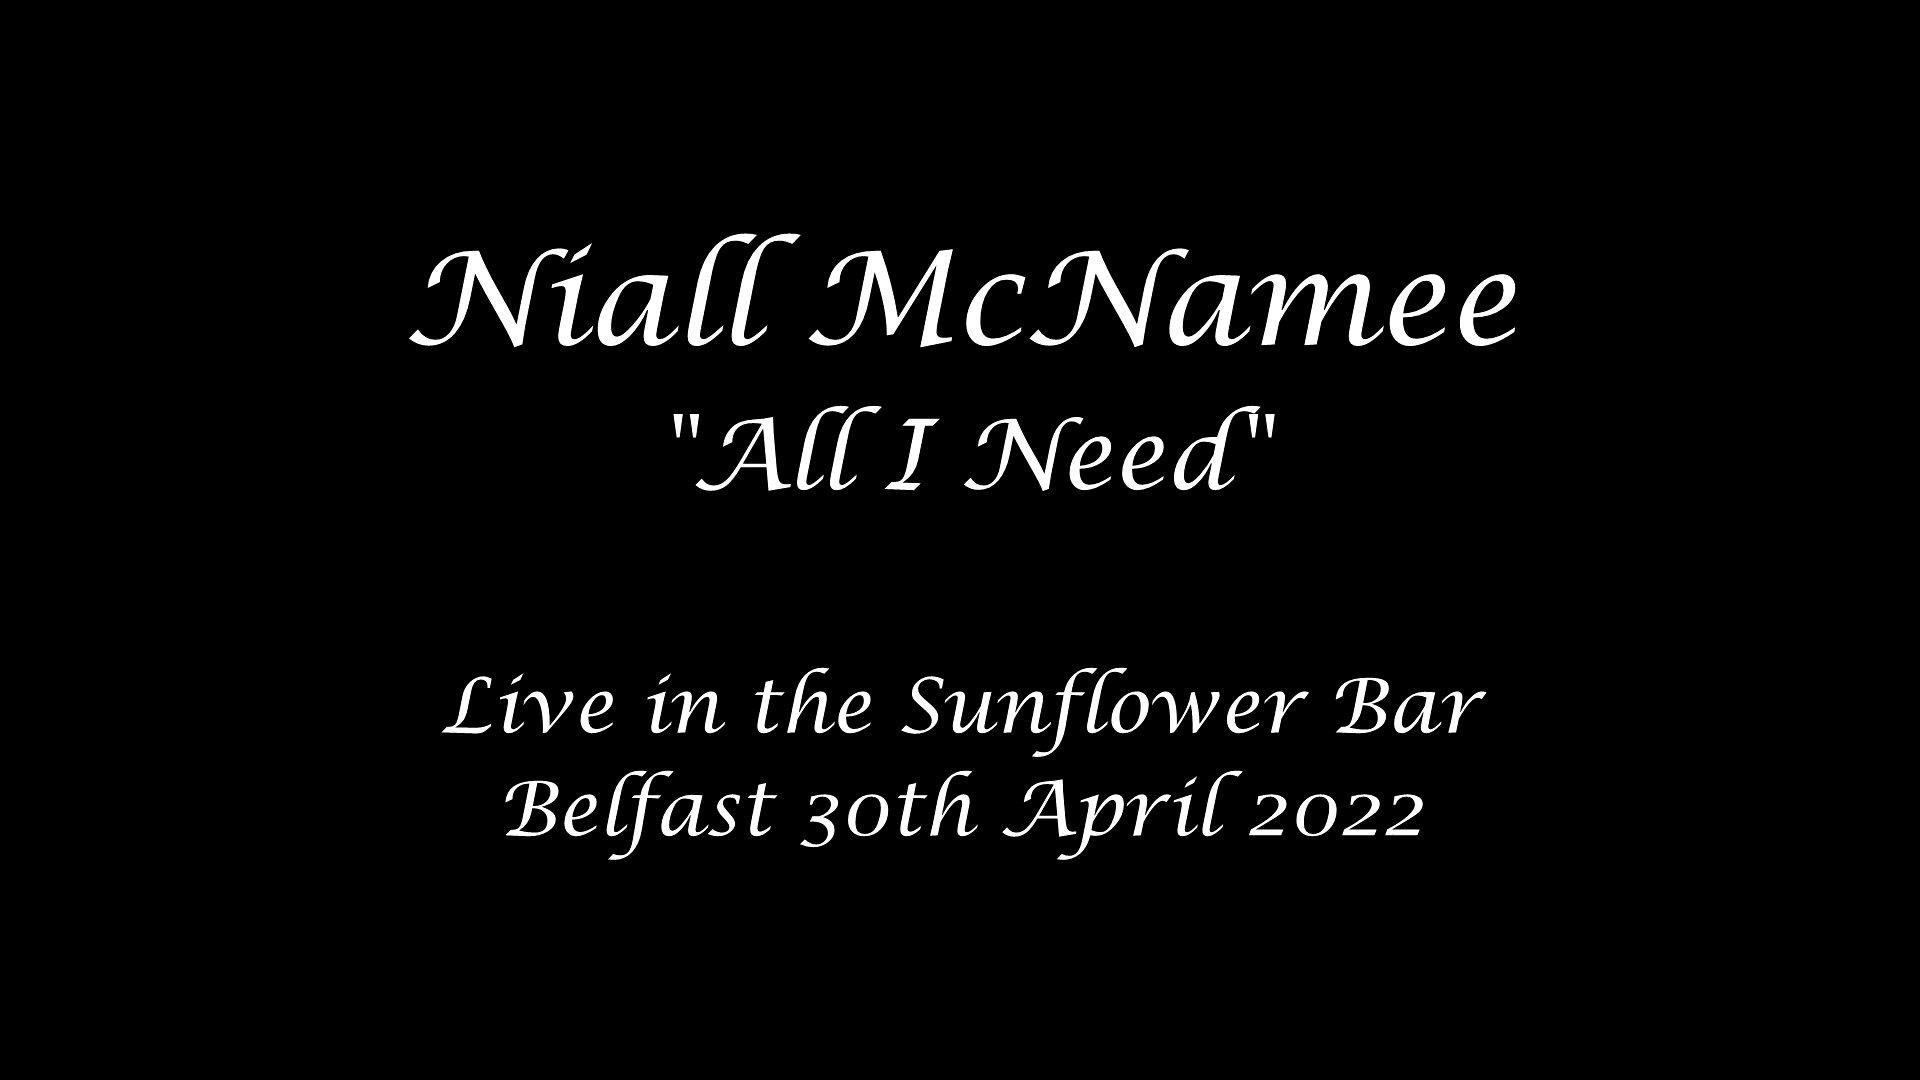 Niall McNamee
"All I Need"
Live in the Sunflower Bar
Belfast 30th April 2022